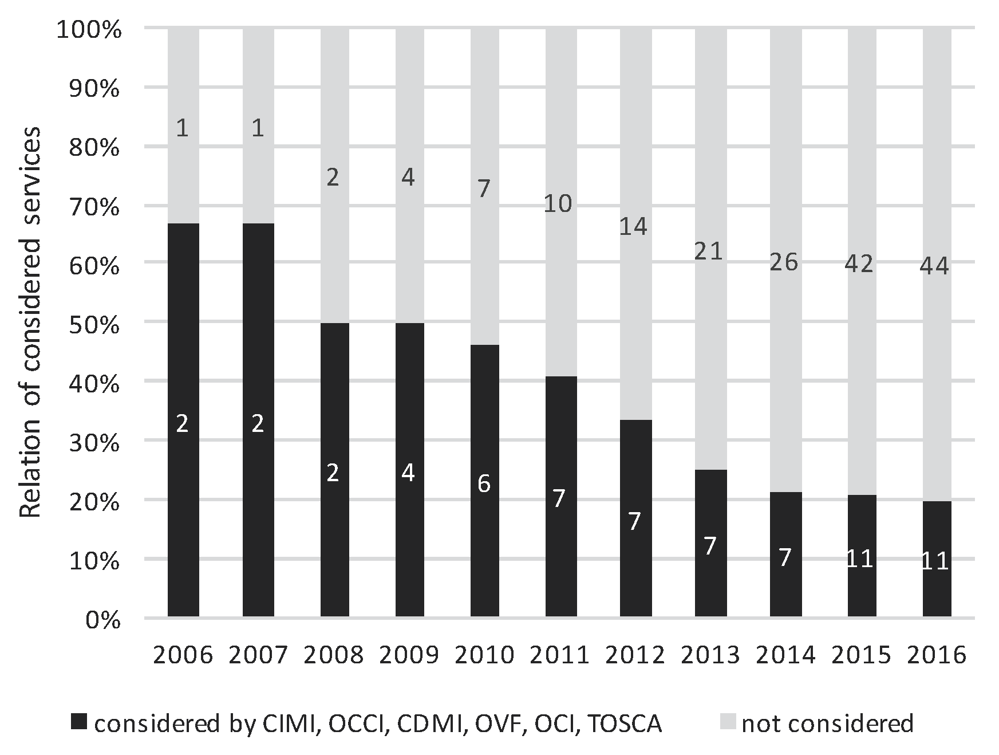 Relation of considered services
100%
90%
80%
70%
60%
50%
40%
30%
20%
10%
0%
1 1 2 4 7 10 14 21 26 42 44
2 2 2 4 6 7 7 7 7 11 11
2006 2007 2008 2009 2010 2011 2012 2013 2014 2015 2016
considered by CIMI, OCCI, CDMI, OVF, OCI, TOSCA
not considered